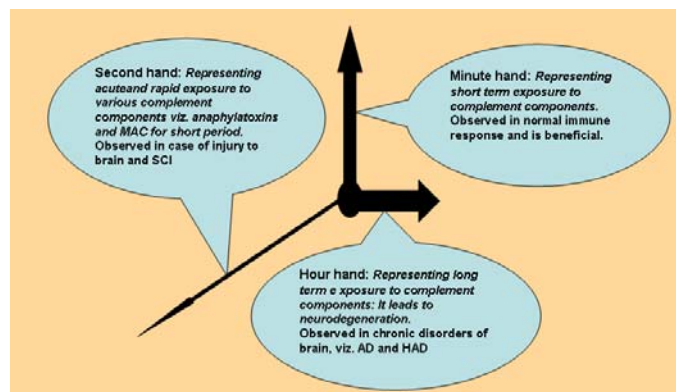 Second hand: Representing
acuteand rapid exposure to
various complement
components viz. anaphylatoxins
and MAC for short period.
Observed in case of injury to
brain and SCI
Minute hand: Representing
short term exposure to
complement components.
Observed in normal immune
response and is beneficial.
Hour hand: Representing long
term e xposure to complement
components: It leads to
neurodegeneration.
Observed in chronic disorders of
brain, viz. AD and HAD